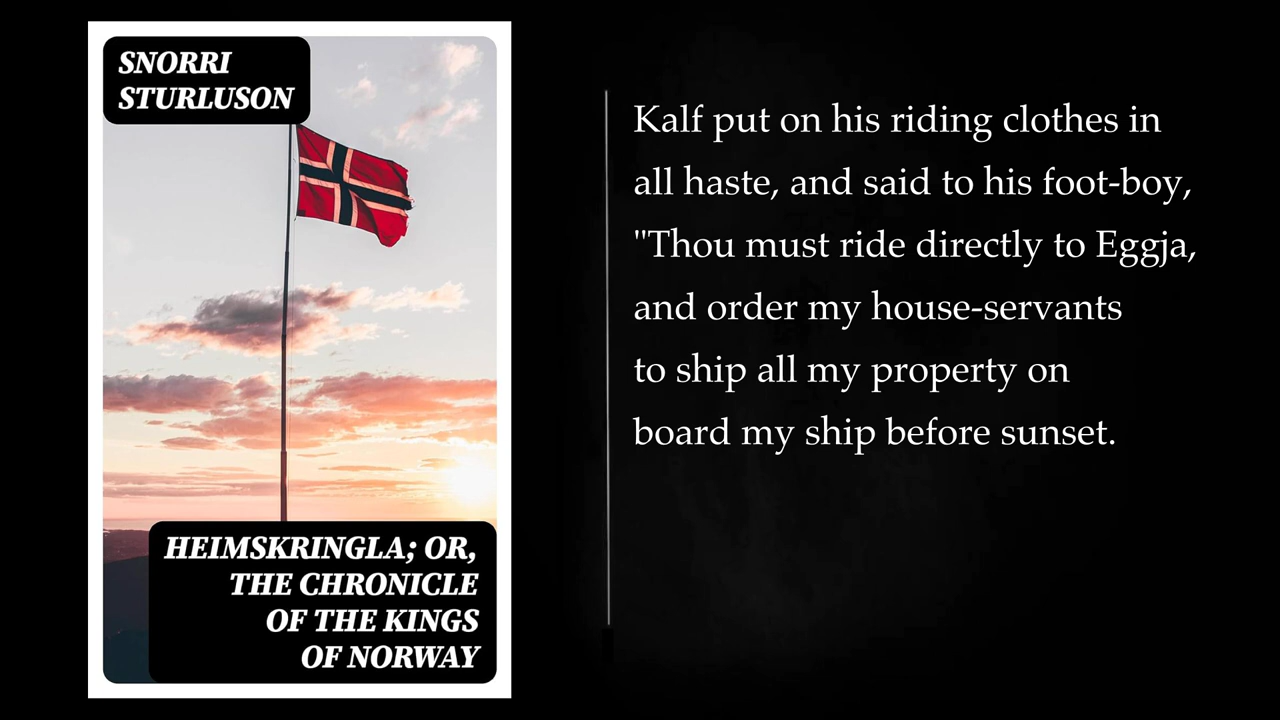 SNORRI
STURLUSON
HEIMSKRINGLA; OR,
THE CHRONICLE
OF THE KINGS
OF NORWAY
Kalf put on his riding clothes in
all haste, and said to his foot-boy,
"Thou must ride directly to Eggja,
and order my house-servants
to ship all my property on
board my ship before sunset.